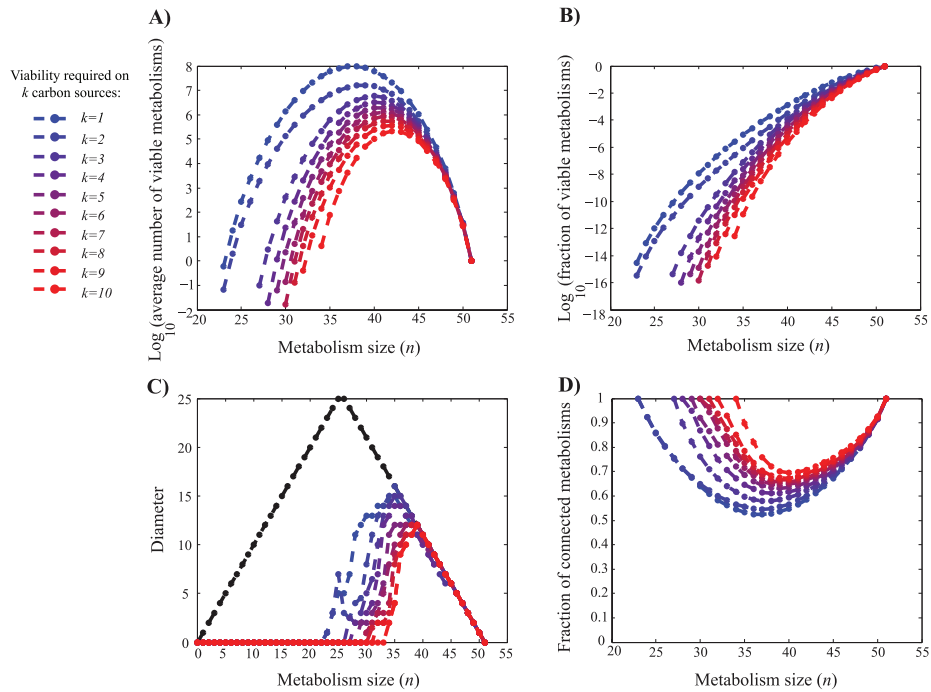 A)
B)
Viability required on
k carbon sources:
k=1
k=2
k=3
k=4
k=5
k=6
k=7
k=8
k=9
k=10
Log10 (average number of viable metabolisms)
8
7
6
5
4
3
2
1
0
−1
−2
20 25 30 35 40 45 50 55
Metabolism size (n)
Log10 (fraction of viable metabolisms)
0
−2
−4
−6
−8
−10
−12
−14
−16
−18
20 25 30 35 40 45 50 55
Metabolism size (n)
C)
D)
Diameter
25
20
15
10
5
0
0 5 10 15 20 25 30 35 40 45 50 55
Metabolism size (n)
Fraction of connected metabolisms
1
0.9
0.8
0.7
0.6
0.5
0.4
0.3
0.2
0.1
0
20 25 30 35 40 45 50 55
Metabolism size (n)